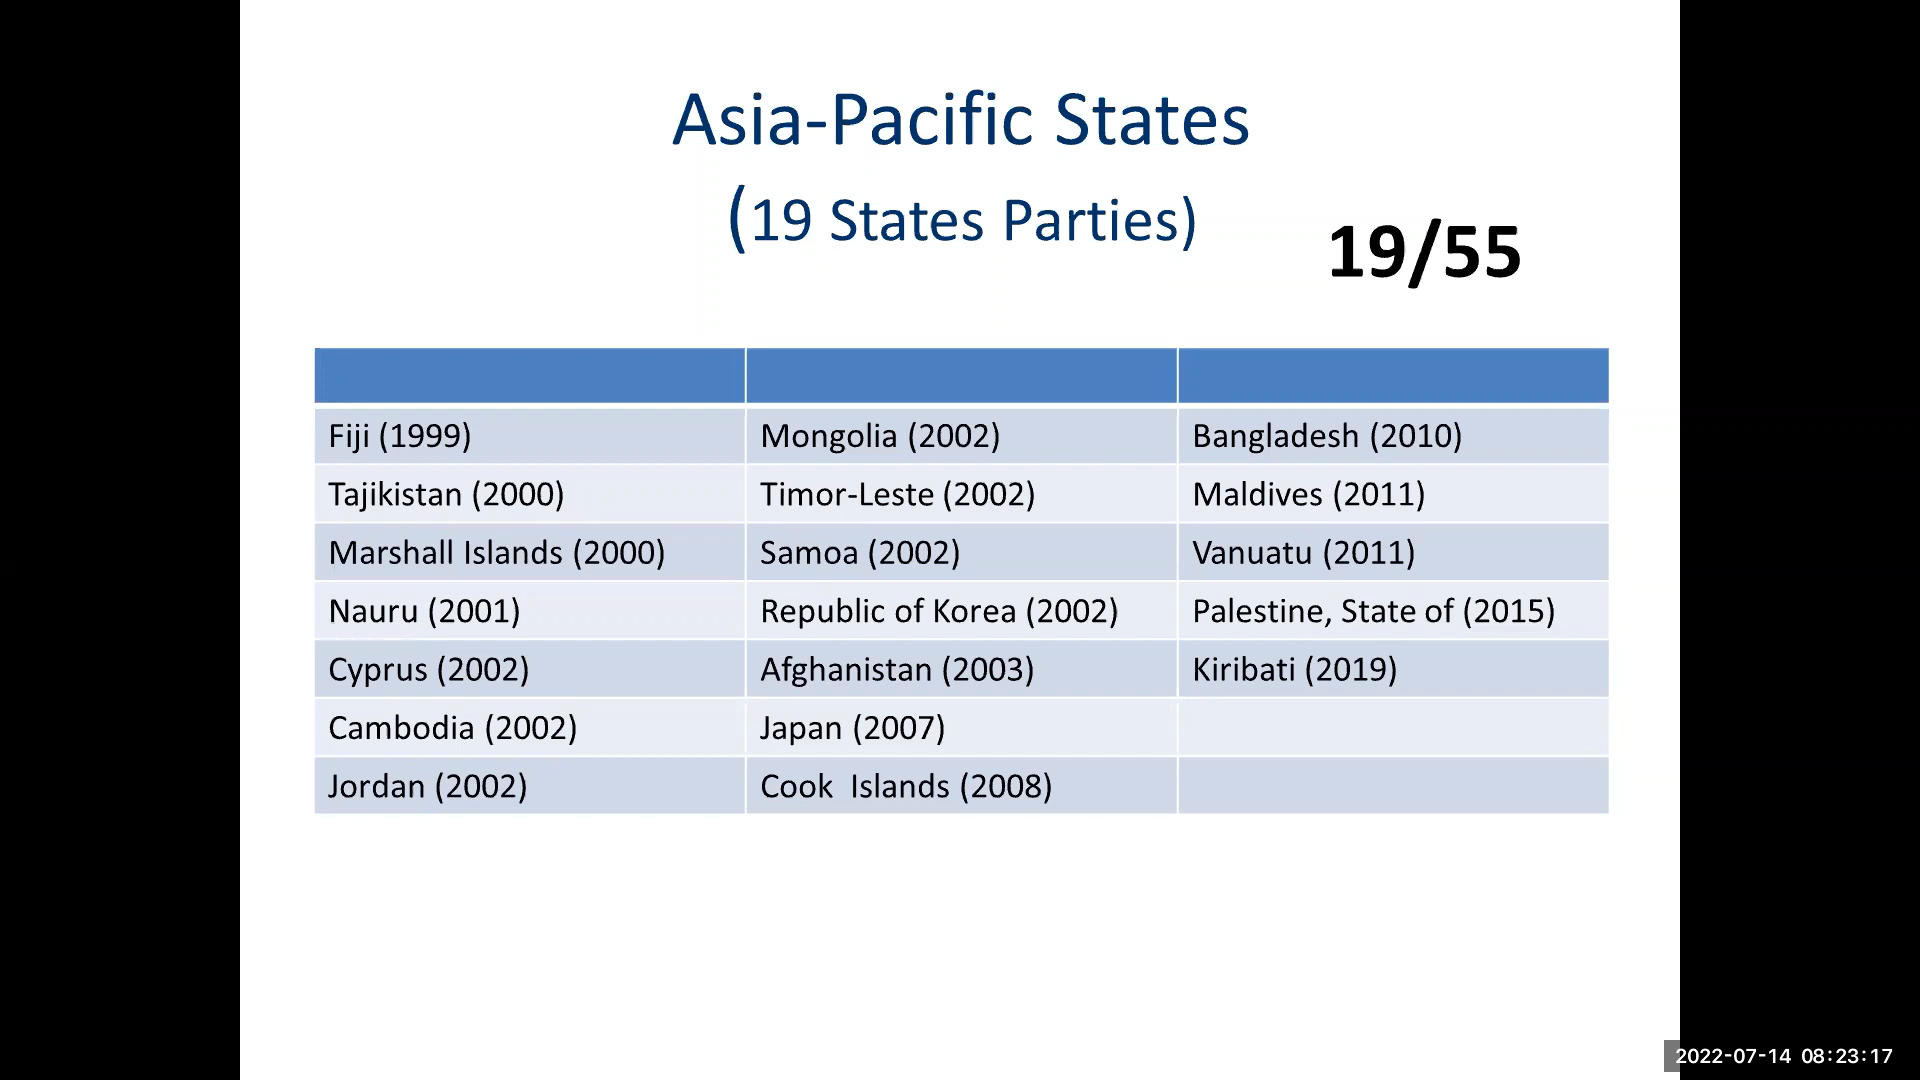 Asia-Pacific States
(19 States Parties)
19/55
Fiji (1999) Mongolia (2002) Bangladesh (2010)
Tajikistan (2000) Timor-Leste (2002) Maldives (2011)
Marshall Islands (2000) Samoa (2002) Vanuatu (2011)
Nauru (2001) Republic of Korea (2002) Palestine, State of (2015)
Cyprus (2002) Afghanistan (2003) Kiribati (2019)
Cambodia (2002) Japan (2007)
Jordan (2002) Cook  Islands (2008)
2022-07-14 08:23:17